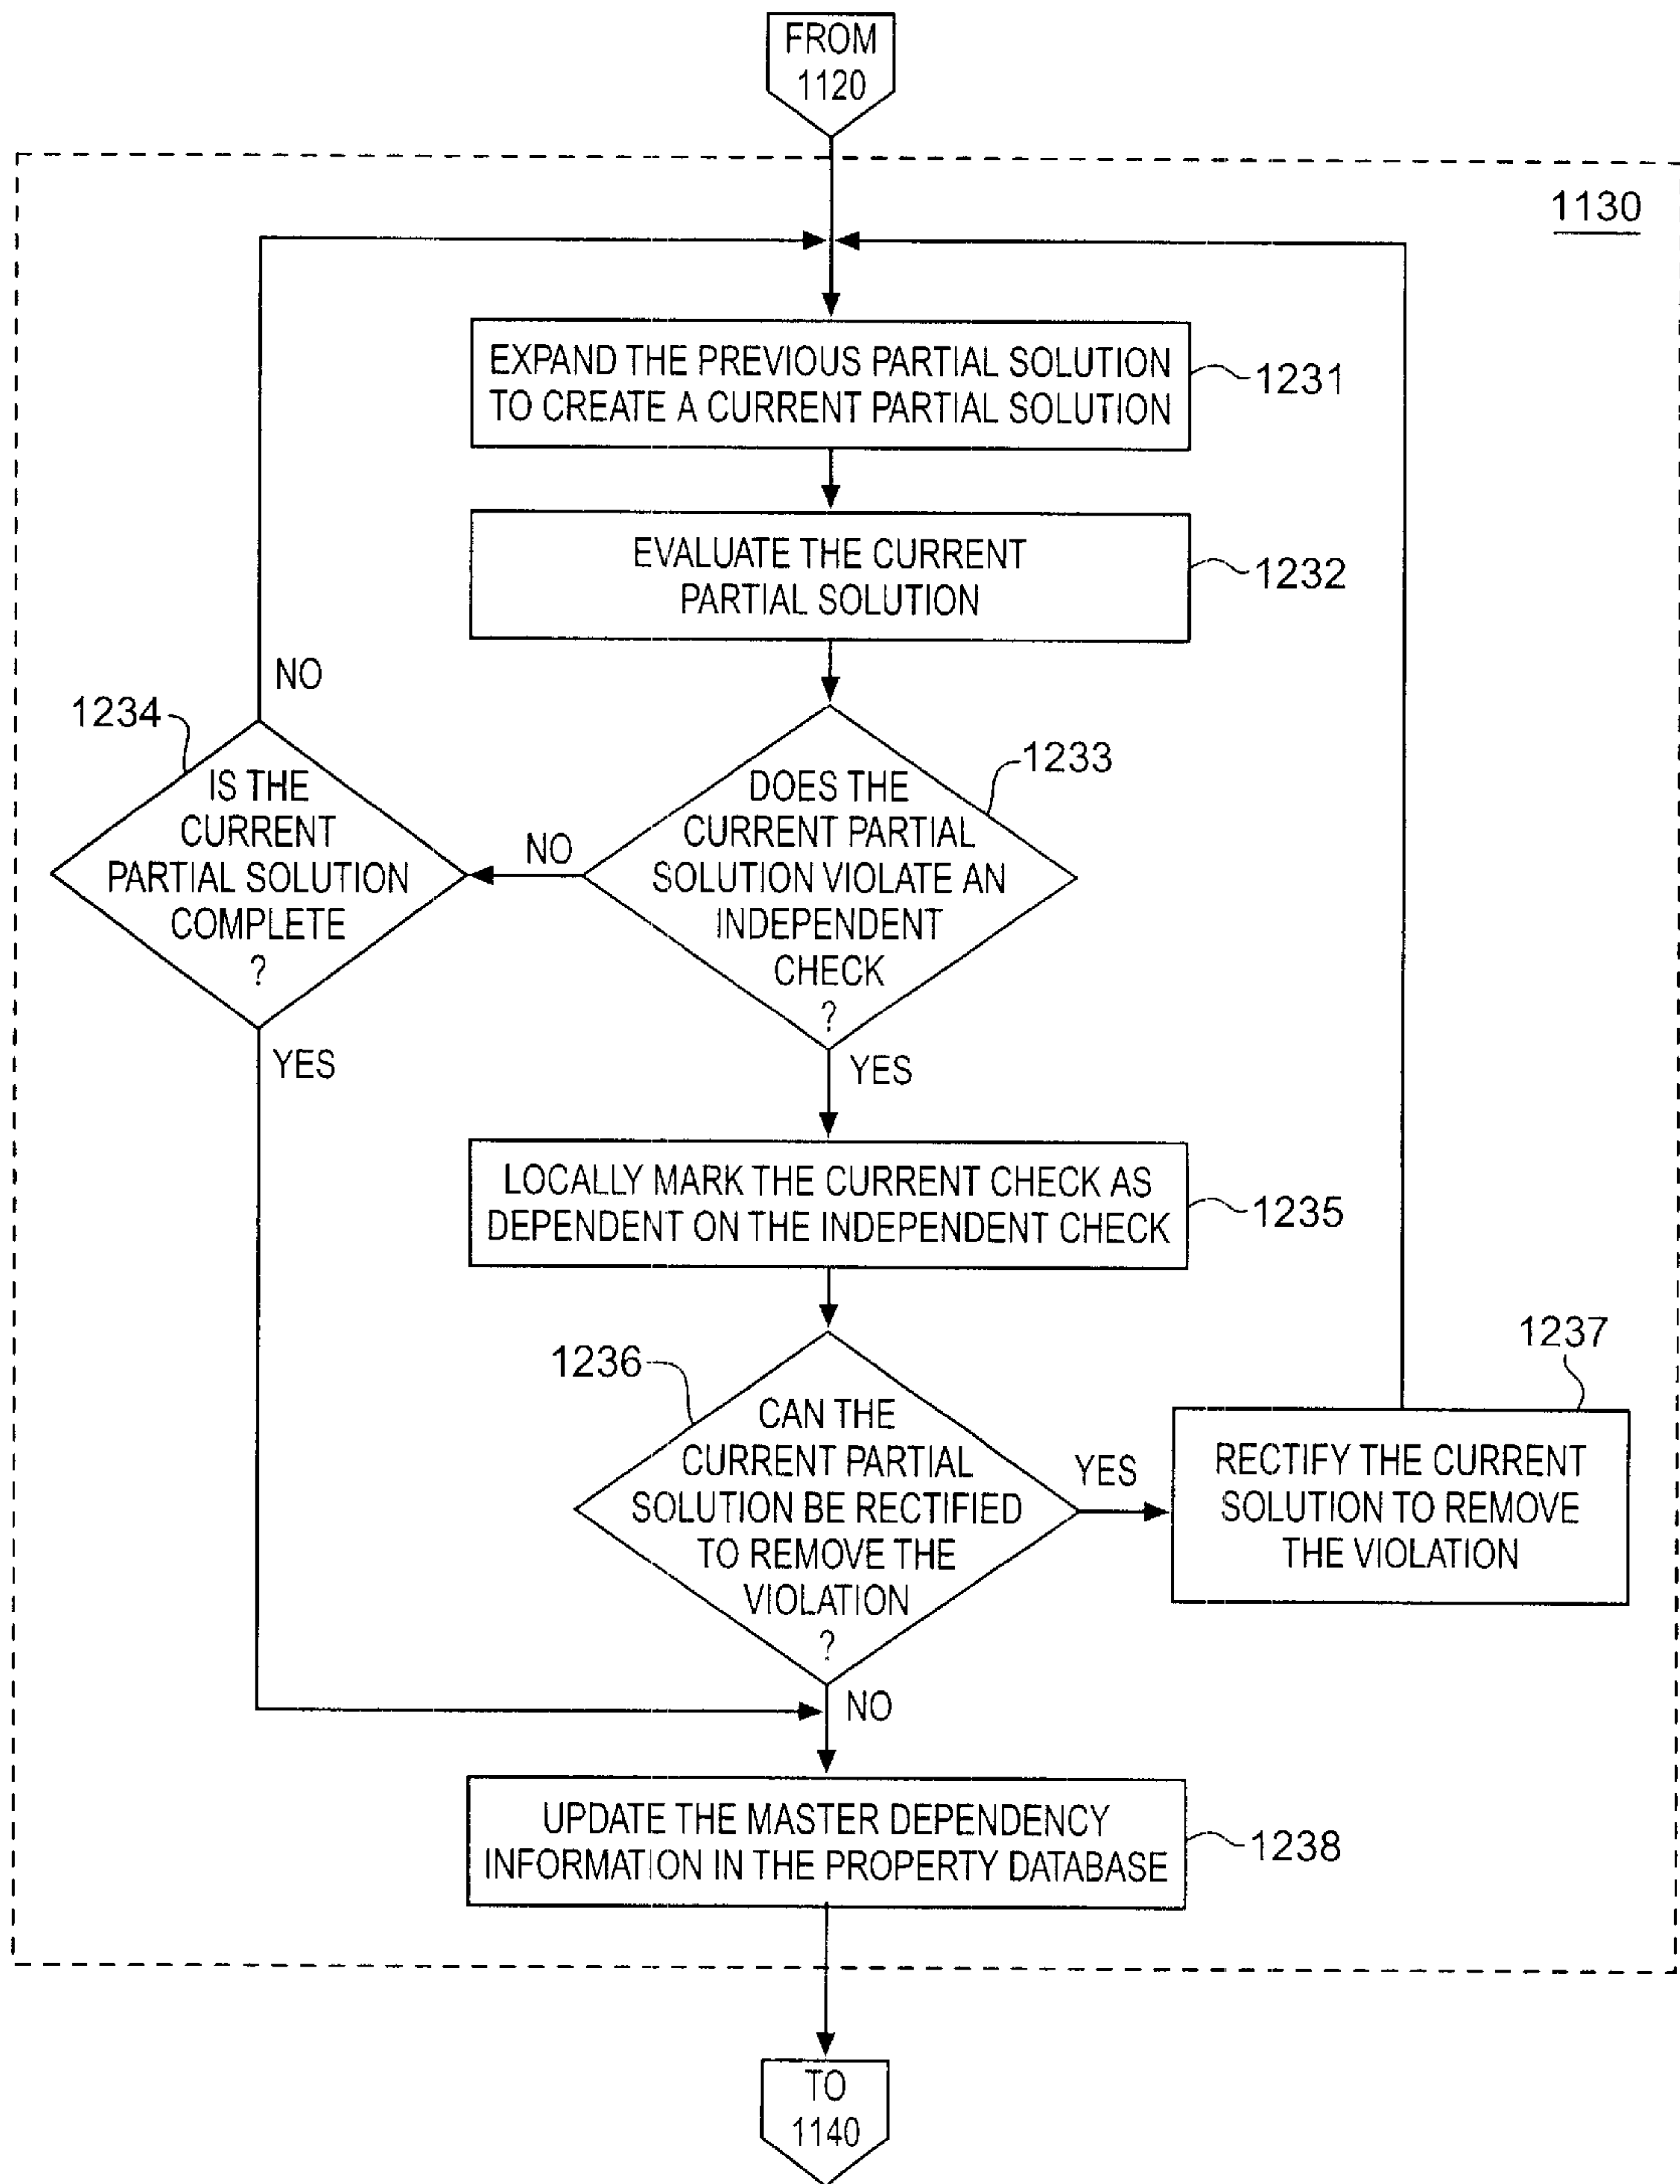 FROM
1120
1130
EXPAND THE PREVIOUS PARTIAL SOLUTION
TO CREATE A CURRENT PARTIAL SOLUTION
1231
EVALUATE THE CURRENT
PARTIAL SOLUTION
1232
NO
1234
IS THE
CURRENT
PARTIAL SOLUTION
COMPLETE
?
YES
NO
1233
DOES THE
CURRENT PARTIAL
SOLUTION VIOLATE AN
INDEPENDENT
CHECK
?
YES
LOCALLY MARK THE CURRENT CHECK AS
DEPENDENT ON THE INDEPENDENT CHECK
1235
1236
CAN THE
CURRENT PARTIAL
SOLUTION BE RECTIFIED
TO REMOVE THE
VIOLATION
?
YES
1237
RECTIFY THE CURRENT
SOLUTION TO REMOVE
THE VIOLATION
NO
UPDATE THE MASTER DEPENDENCY
INFORMATION IN THE PROPERTY DATABASE
1238
TO
1140